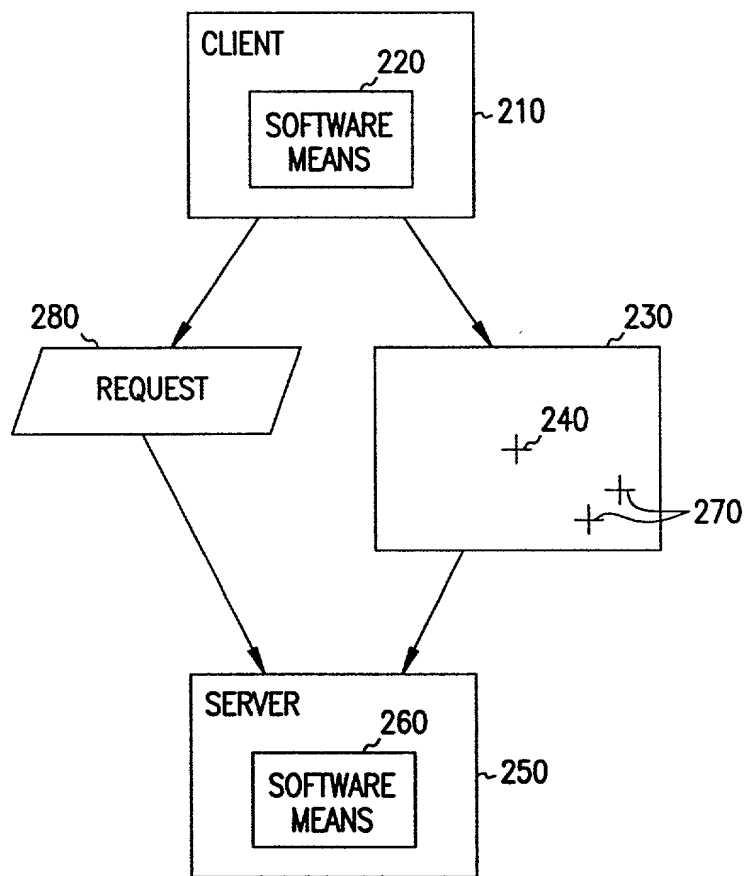 CLIENT
220
SOFTWARE
MEANS
210
280
230
REQUEST
240
270
SERVER
260
SOFTWARE
MEANS
250